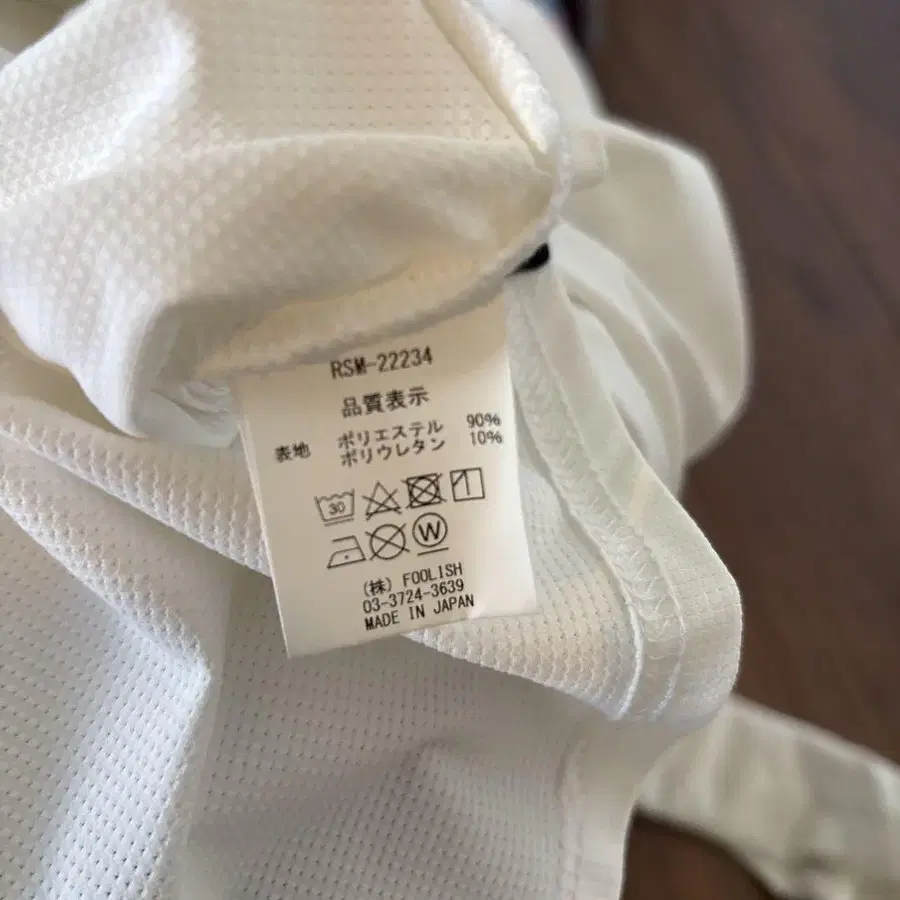 RSM-22234
品質表示
表地 ポリエステル 90%
ポリウレタン 10%
30
W
(株) FOOLISH
03-3724-3639
MADE IN JAPAN